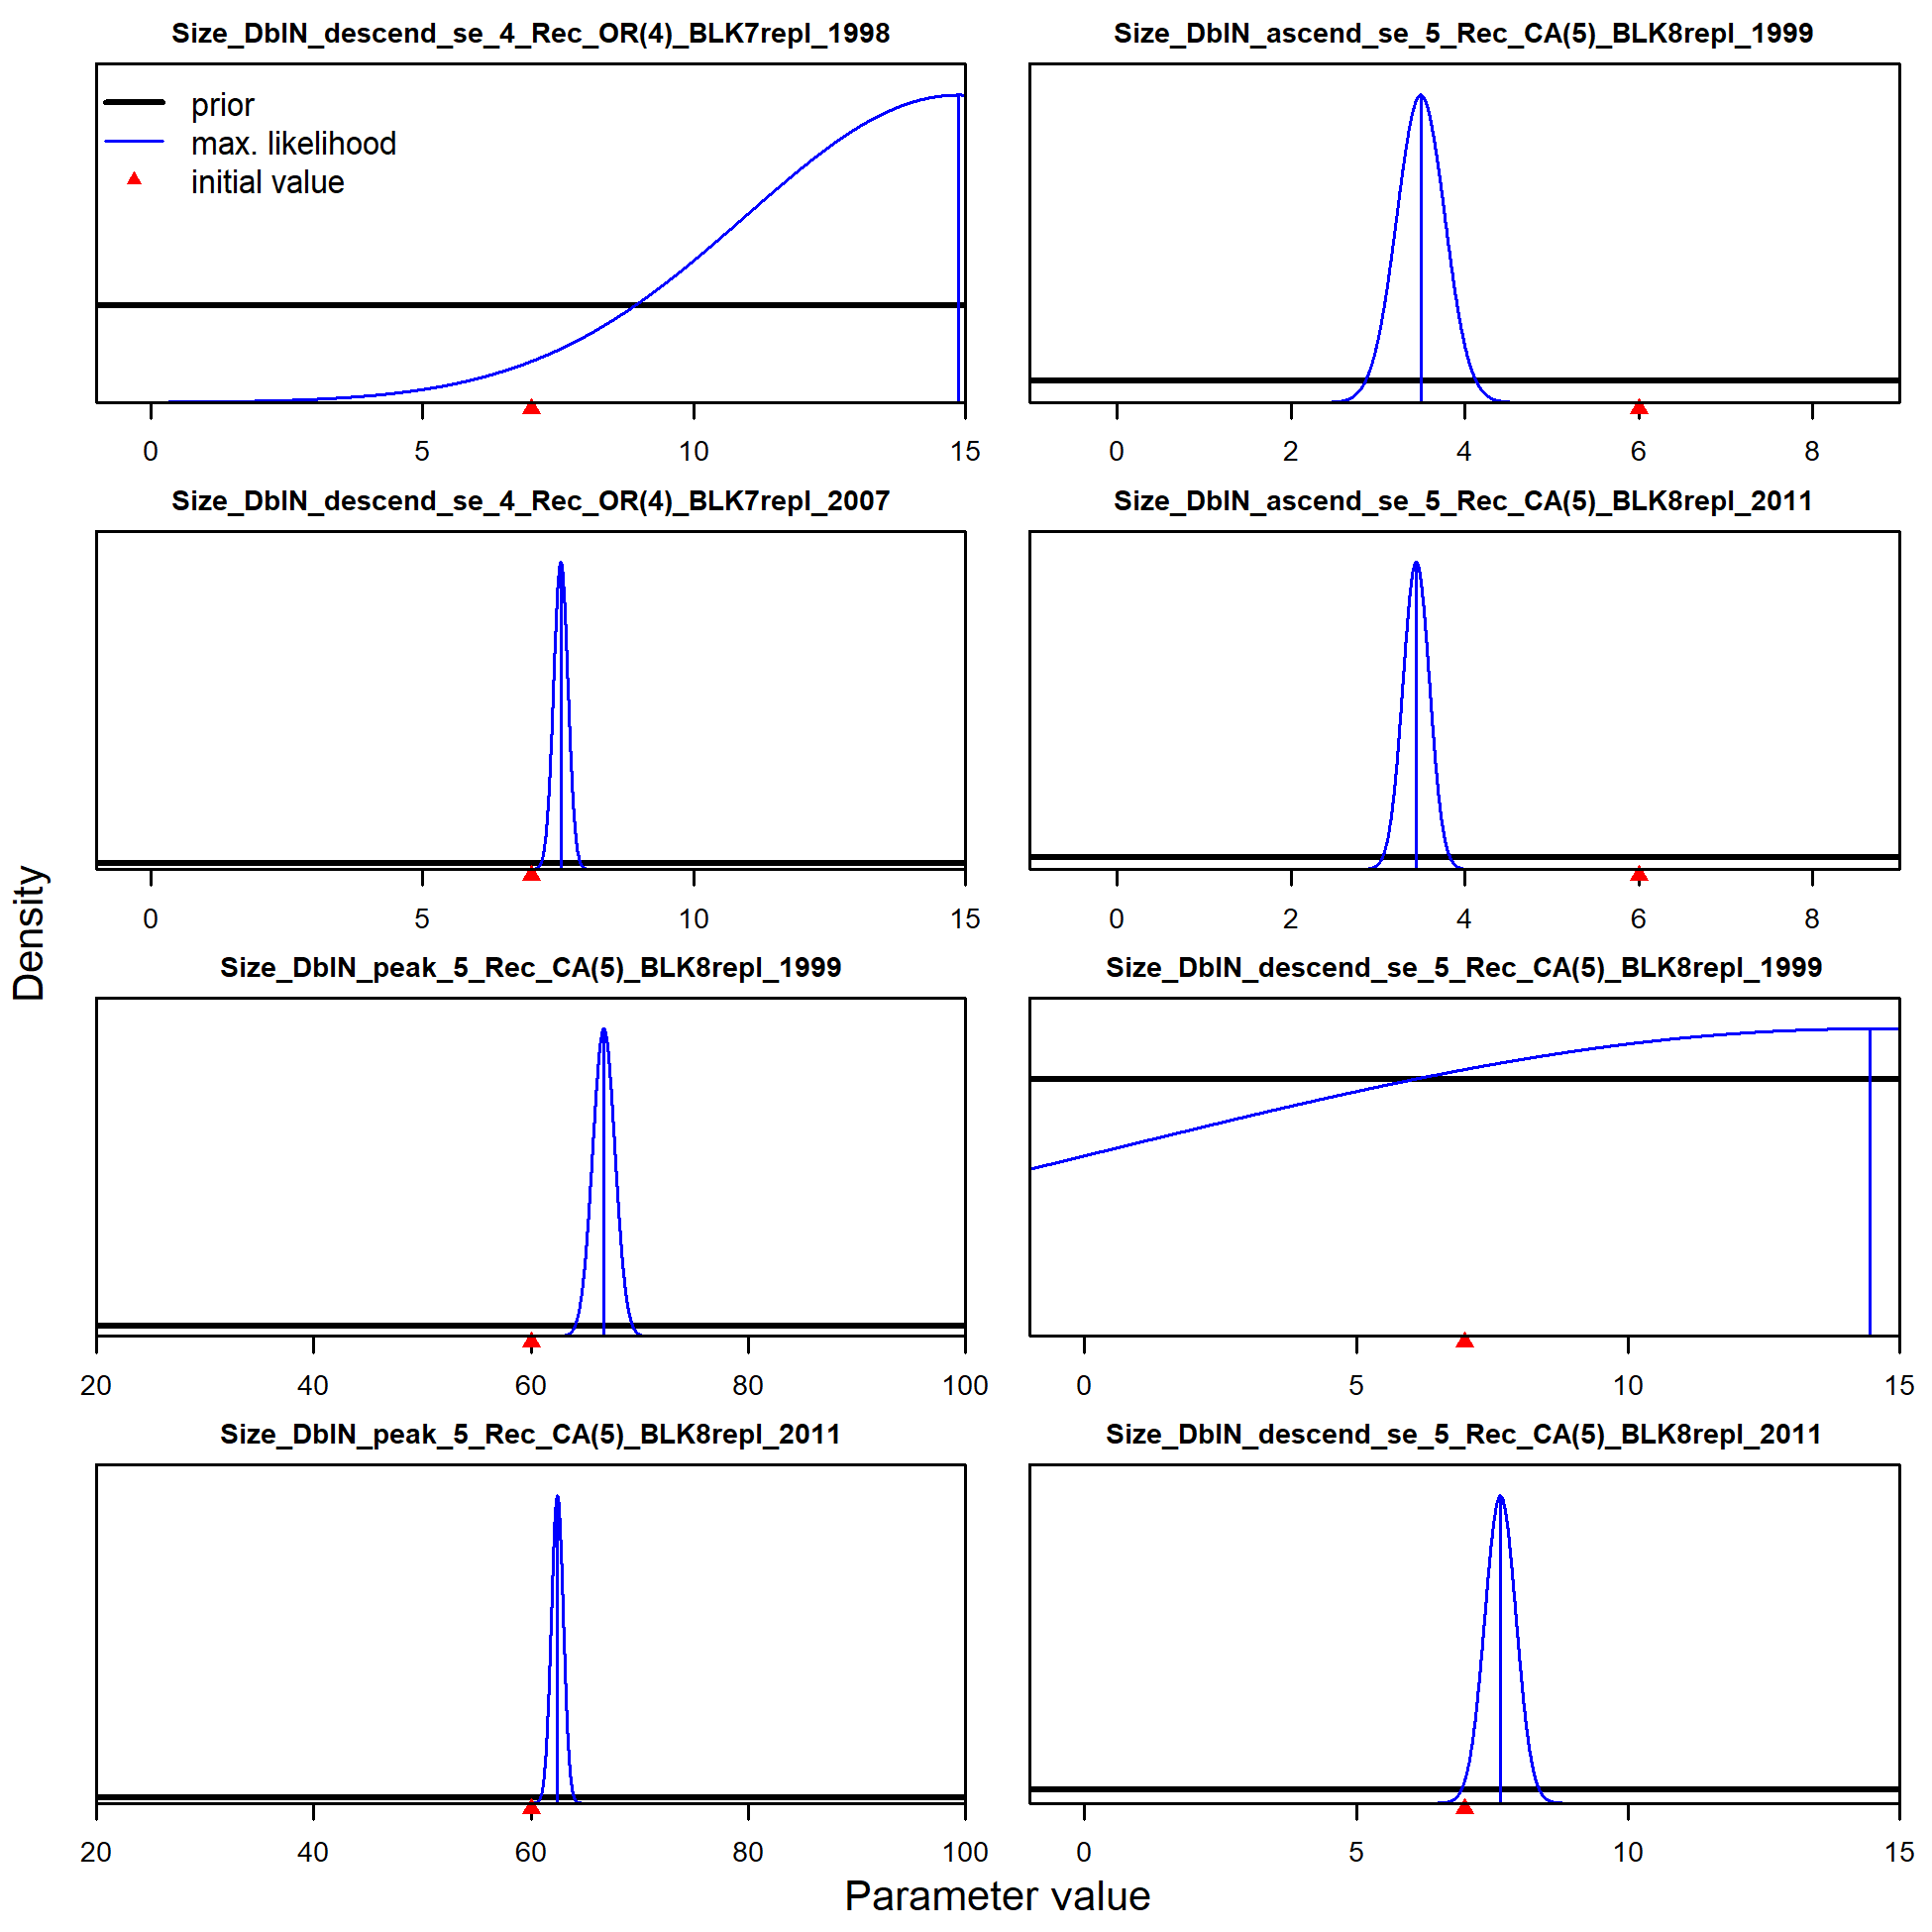 Size_DblN_descend_se_4_Rec_OR(4)_BLK7repl_1998
prior
max. likelihood
initial value
0 5 10 15
Size_DblN_ascend_se_5_Rec_CA(5)_BLK8repl_1999
0 2 4 6 8
Size_DblN_descend_se_4_Rec_OR(4)_BLK7repl_2007
0 5 10 15
Size_DblN_ascend_se_5_Rec_CA(5)_BLK8repl_2011
0 2 4 6 8
Size_DblN_peak_5_Rec_CA(5)_BLK8repl_1999
20 40 60 80 100
Size_DblN_descend_se_5_Rec_CA(5)_BLK8repl_1999
0 5 10 15
Size_DblN_peak_5_Rec_CA(5)_BLK8repl_2011
20 40 60 80 100
Size_DblN_descend_se_5_Rec_CA(5)_BLK8repl_2011
0 5 10 15
Density
Parameter value